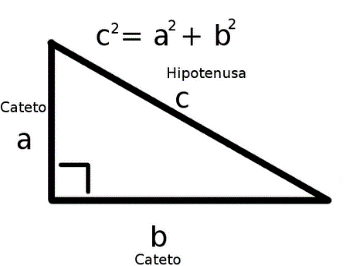 c² = a² + b²
Hipotenusa
c
Cateto
a
b
Cateto